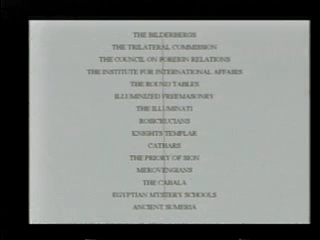 THE BILDERBERGS
THE TRILATERAL COMMISSION
THE COUNCIL ON FOREIGN RELATIONS
THE INSTITUTE FOR INTERNATIONAL AFFAIRS
THE ROUND TABLES
ILLUMINIZED FREEMASONRY
THE ILLUMINATI
ROSICRUCIANS
KNIGHTS TEMPLAR
CATHARS
THE PRIORY OF SION
MEROVINGIANS
THE CABALA
EGYPTIAN MYSTERY SCHOOLS
ANCIENT SUMERIA